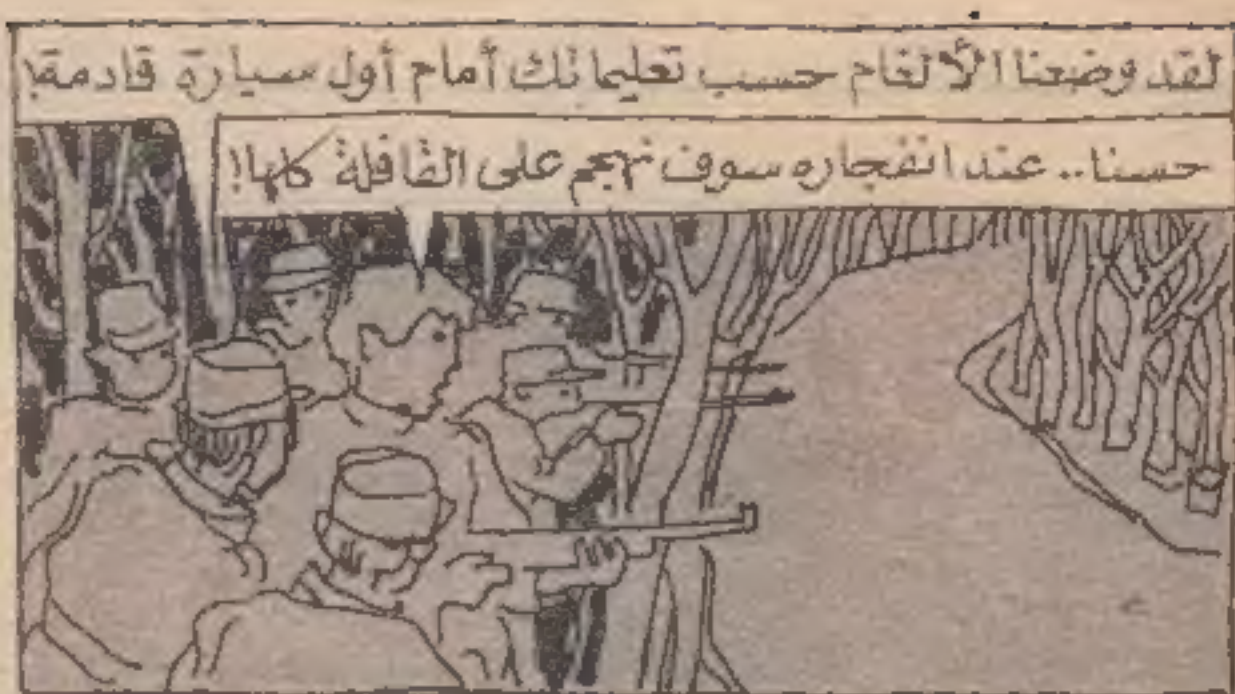 لقد وضعنا الألغام حسب تعليماتك أمام أول سيارة قادمة!
حسنا.. عند انفجاره سوف نهجم على القافلة كلها!